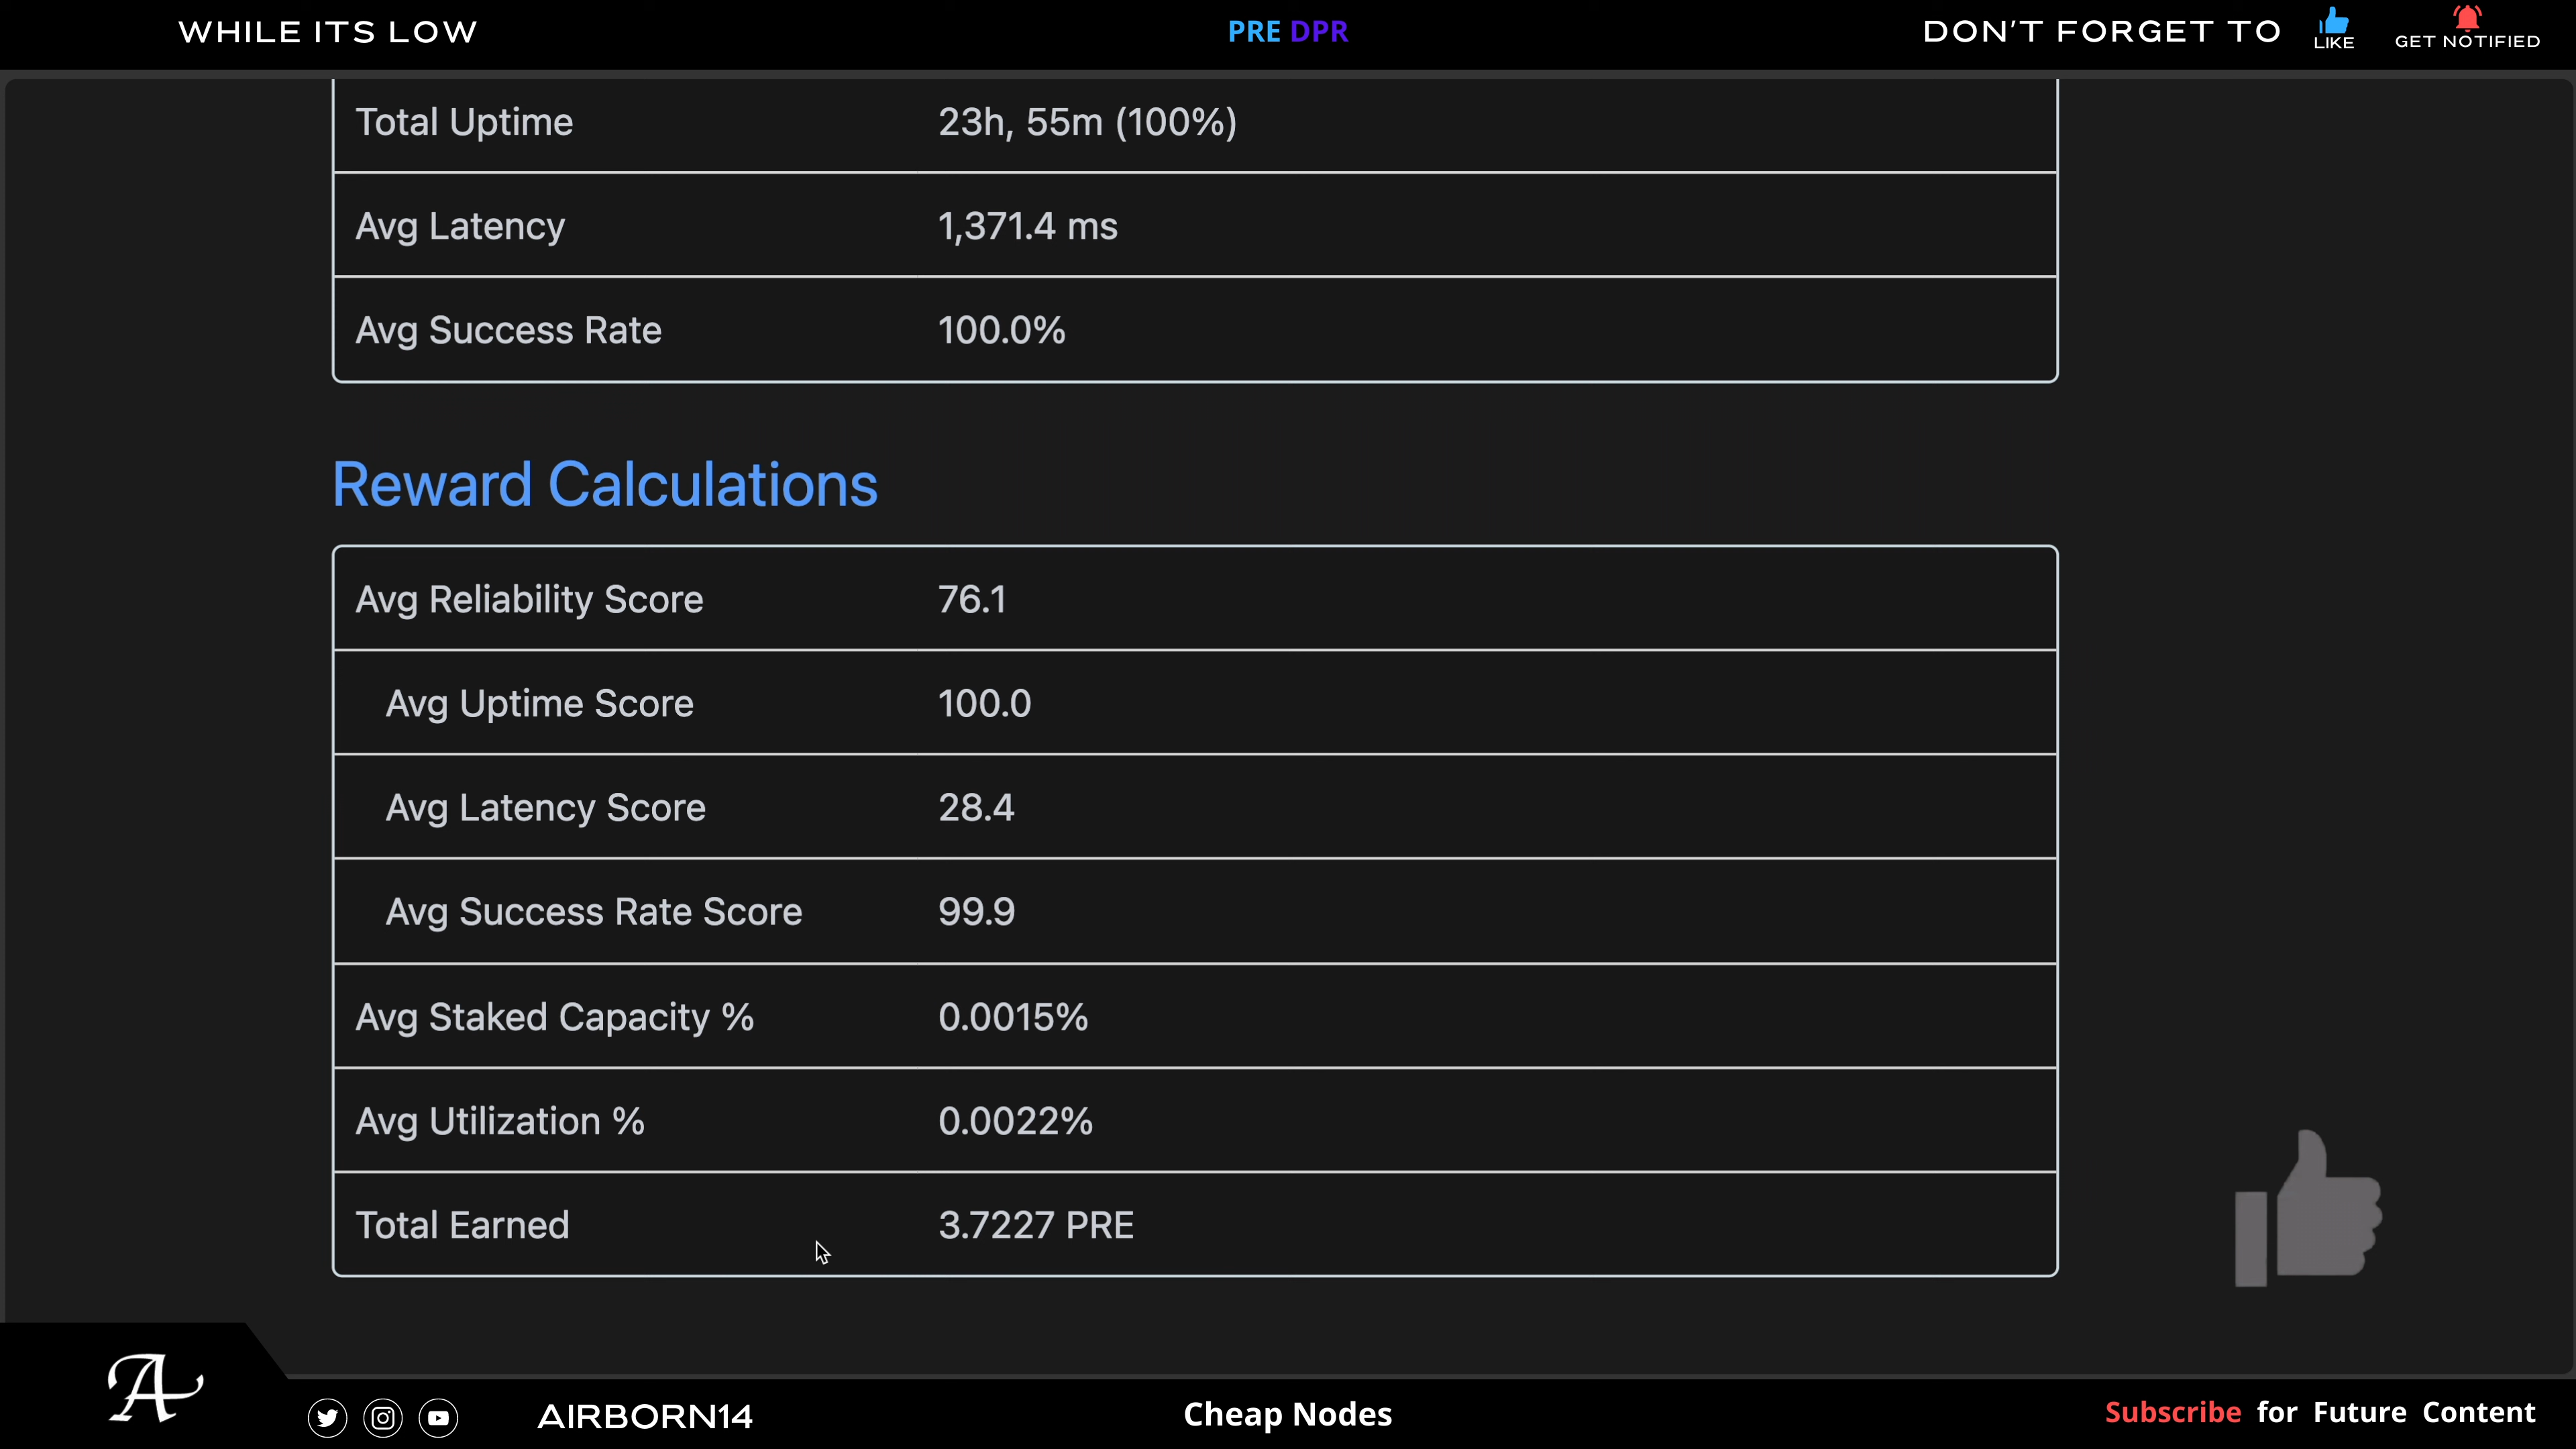 WHILE ITS LOW
PRE DPR
DON'T FORGET TO
LIKE
GET NOTIFIED
Total Uptime 23h, 55m (100%)
Avg Latency 1,371.4 ms
Avg Success Rate 100.0%
Reward Calculations
Avg Reliability Score 76.1
Avg Uptime Score 100.0
Avg Latency Score 28.4
Avg Success Rate Score 99.9
Avg Staked Capacity % 0.0015%
Avg Utilization % 0.0022%
Total Earned 3.7227 PRE
A
AIRBORN14
Cheap Nodes
Subscribe for Future Content